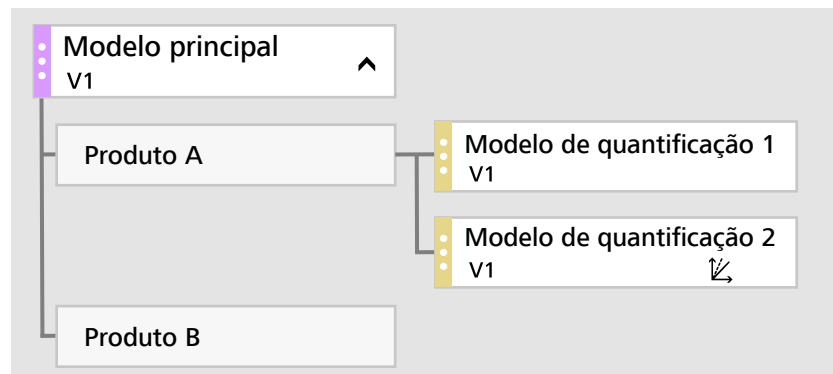 Modelo principal
V1
Produto A
Modelo de quantificação 1
V1
Modelo de quantificação 2
V1
Produto B